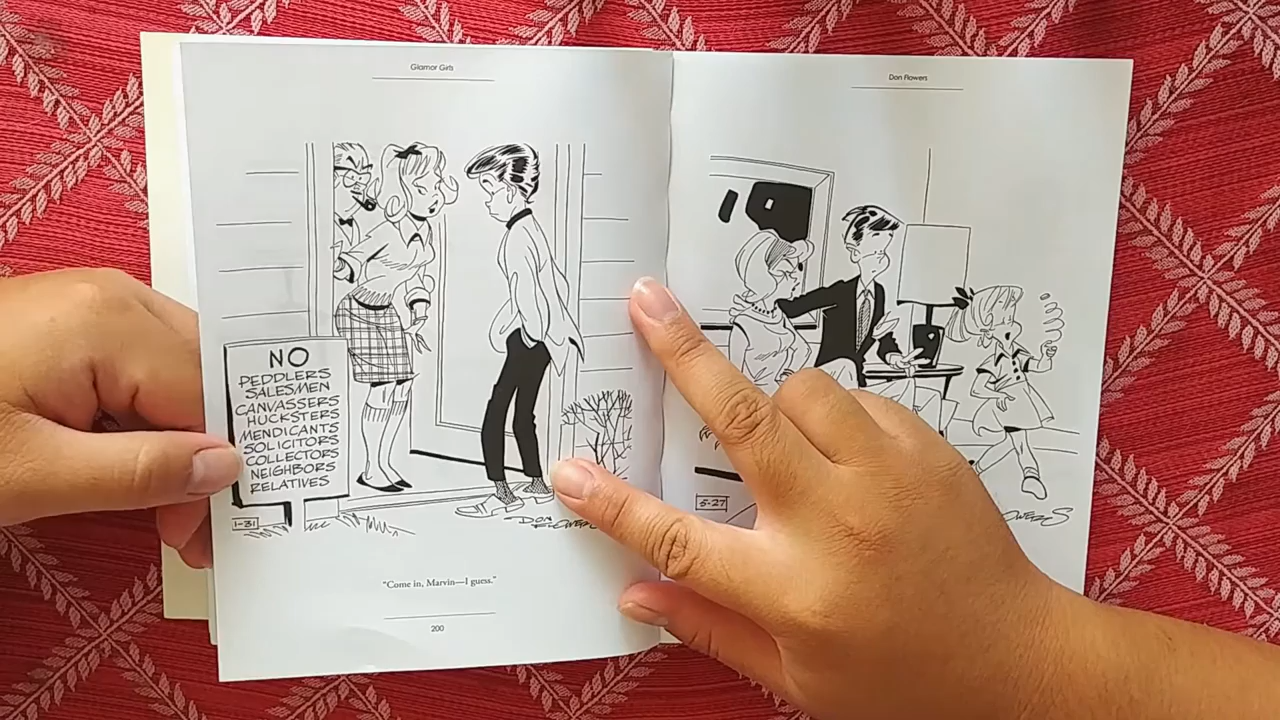 Glamor Girls
NO
PEDDLERS
SALESMEN
CANVASSERS
HUCKSTERS
MENDICANTS
SOLICITORS
COLLECTORS
NEIGHBORS
RELATIVES
1-31
DON
"Come in, Marvin—I guess."
200
Don Flowers
5-27